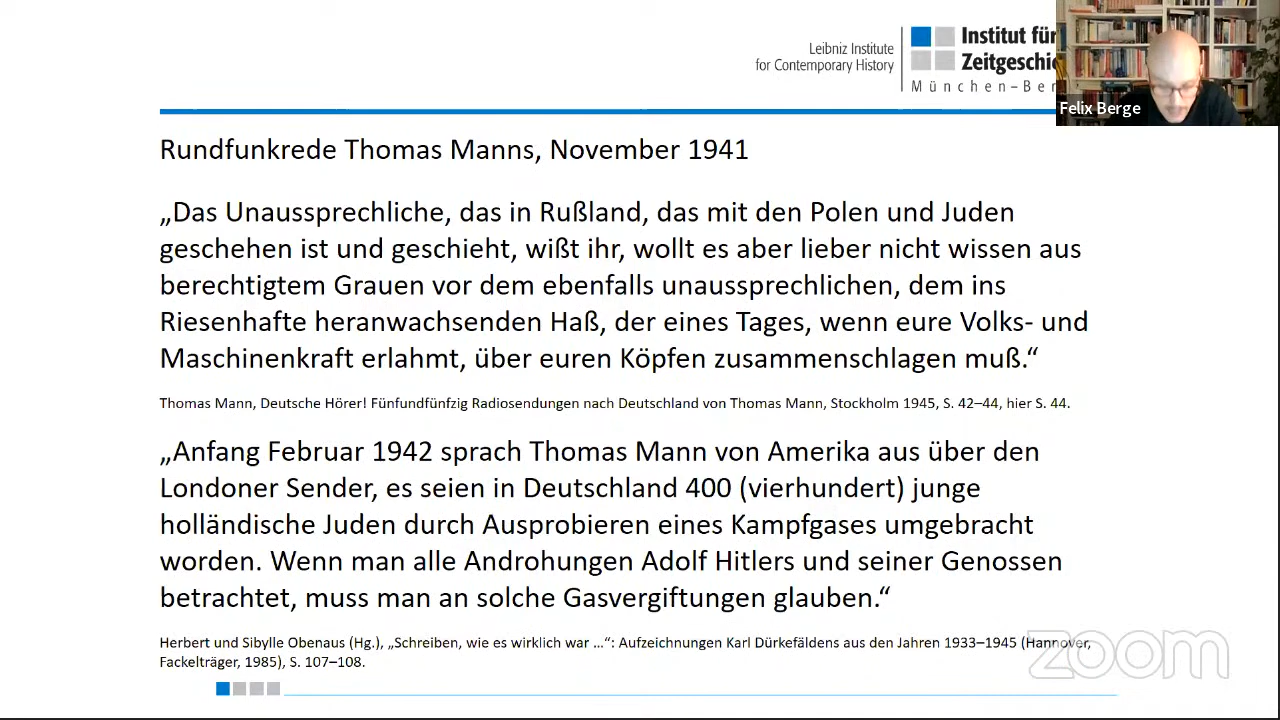 Leibniz Institute
for Contemporary History
Institut für
Zeitgeschi
München–Ber
Felix Berge
Rundfunkrede Thomas Manns, November 1941
„Das Unaussprechliche, das in Rußland, das mit den Polen und Juden
geschehen ist und geschieht, wißt ihr, wollt es aber lieber nicht wissen aus
berechtigtem Grauen vor dem ebenfalls unaussprechlichen, dem ins
Riesenhafte heranwachsenden Haß, der eines Tages, wenn eure Volks- und
Maschinenkraft erlahmt, über euren Köpfen zusammenschlagen muß.“
Thomas Mann, Deutsche Hörer! Fünfundfünfzig Radiosendungen nach Deutschland von Thomas Mann, Stockholm 1945, S. 42–44, hier S. 44.
„Anfang Februar 1942 sprach Thomas Mann von Amerika aus über den
Londoner Sender, es seien in Deutschland 400 (vierhundert) junge
holländische Juden durch Ausprobieren eines Kampfgases umgebracht
worden. Wenn man alle Androhungen Adolf Hitlers und seiner Genossen
betrachtet, muss man an solche Gasvergiftungen glauben.“
Herbert und Sibylle Obenaus (Hg.), „Schreiben, wie es wirklich war ...“: Aufzeichnungen Karl Dürkefäldens aus den Jahren 1933–1945 (Hannover,
Fackelträger, 1985), S. 107–108.
zoom